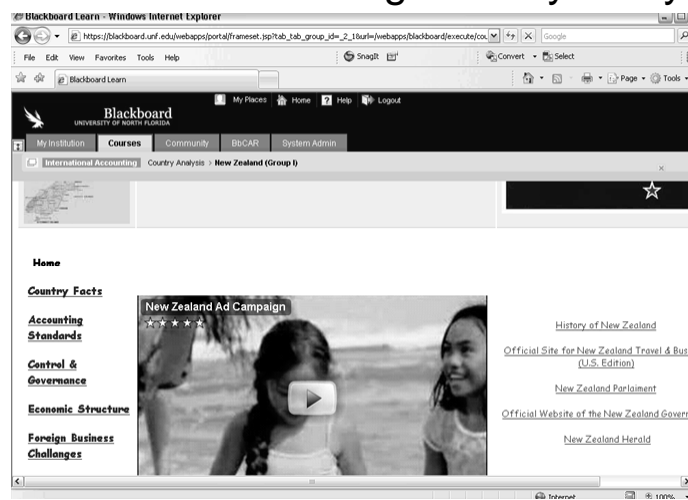 Blackboard Learn - Windows Internet Explorer
https://blackboard.unf.edu/webapps/portal/frameset.jsp?tab_tab_group_id=_2_1&url=/webapps/blackboard/execute/cou
Google
File Edit View Favorites Tools Help SnagIt Convert Select
Blackboard Learn Page Tools
My Places Home Help Logout
Blackboard
UNIVERSITY OF NORTH FLORIDA
My Institution Courses Community BbCAR System Admin
International Accounting Country Analysis > New Zealand (Group I)
Home
Country Facts
Accounting
Standards
Control &
Governance
Economic Structure
Foreign Business
Challanges
New Zealand Ad Campaign
History of New Zealand
Official Site for New Zealand Travel & Bus
(U.S. Edition)
New Zealand Parlaiment
Official Website of the New Zealand Gover
New Zealand Herald
Internet 100%